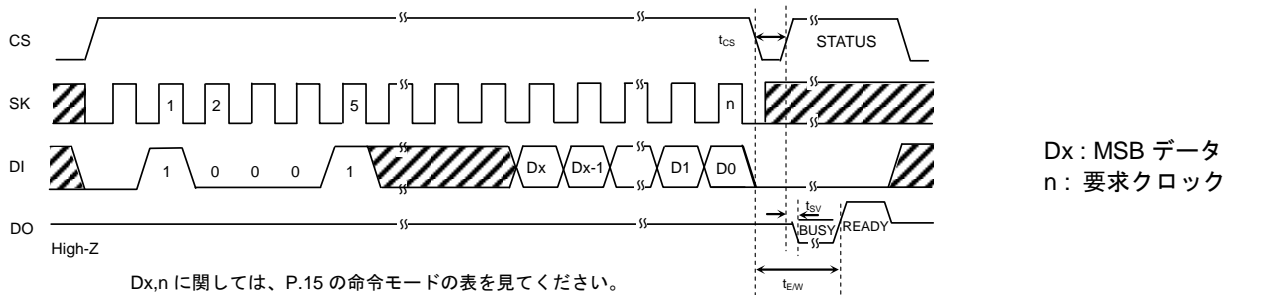 CS
tCS
STATUS
SK
1 2 5 n
DI
1 0 0 0 1 Dx Dx-1 D1 D0
Dx : MSB データ
n : 要求クロック
tSV
DO
BUSY READY
High-Z
tE/W
Dx,n に関しては、P.15 の命令モードの表を見てください。